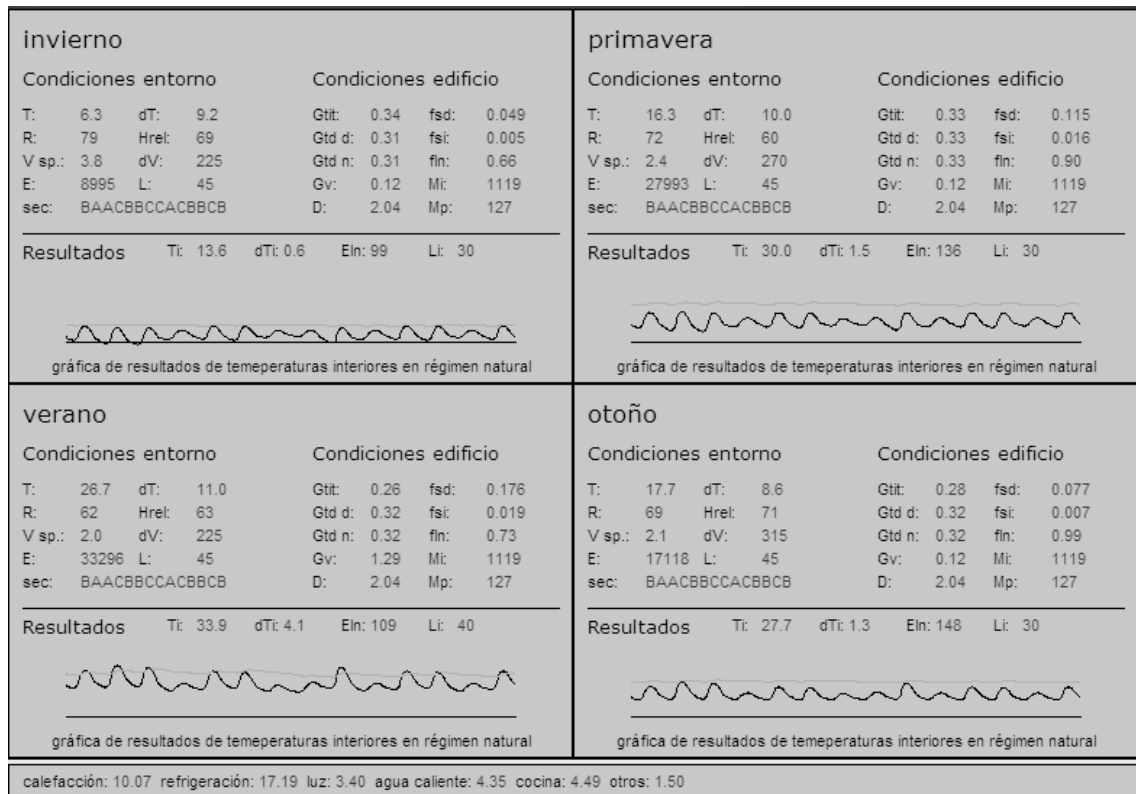 invierno
Condiciones entorno Condiciones edificio
T: 6.3 dT: 9.2 Gtit: 0.34 fsd: 0.049
R: 79 Hrel: 69 Gtd d: 0.31 fsi: 0.005
V sp.: 3.8 dV: 225 Gtd n: 0.31 fln: 0.66
E: 8995 L: 45 Gv: 0.12 Mi: 1119
sec: BAACBBCCACBBCB D: 2.04 Mp: 127
Resultados Ti: 13.6 dTi: 0.6 Eln: 99 Li: 30
gráfica de resultados de temeperaturas interiores en régimen natural
primavera
Condiciones entorno Condiciones edificio
T: 16.3 dT: 10.0 Gtit: 0.33 fsd: 0.115
R: 72 Hrel: 60 Gtd d: 0.33 fsi: 0.016
V sp.: 2.4 dV: 270 Gtd n: 0.33 fln: 0.90
E: 27993 L: 45 Gv: 0.12 Mi: 1119
sec: BAACBBCCACBBCB D: 2.04 Mp: 127
Resultados Ti: 30.0 dTi: 1.5 Eln: 136 Li: 30
gráfica de resultados de temeperaturas interiores en régimen natural
verano
Condiciones entorno Condiciones edificio
T: 26.7 dT: 11.0 Gtit: 0.26 fsd: 0.176
R: 62 Hrel: 63 Gtd d: 0.32 fsi: 0.019
V sp.: 2.0 dV: 225 Gtd n: 0.32 fln: 0.73
E: 33296 L: 45 Gv: 1.29 Mi: 1119
sec: BAACBBCCACBBCB D: 2.04 Mp: 127
Resultados Ti: 33.9 dTi: 4.1 Eln: 109 Li: 40
gráfica de resultados de temeperaturas interiores en régimen natural
otoño
Condiciones entorno Condiciones edificio
T: 17.7 dT: 8.6 Gtit: 0.28 fsd: 0.077
R: 69 Hrel: 71 Gtd d: 0.32 fsi: 0.007
V sp.: 2.1 dV: 315 Gtd n: 0.32 fln: 0.99
E: 17118 L: 45 Gv: 0.12 Mi: 1119
sec: BAACBBCCACBBCB D: 2.04 Mp: 127
Resultados Ti: 27.7 dTi: 1.3 Eln: 148 Li: 30
gráfica de resultados de temeperaturas interiores en régimen natural
calefacción: 10.07 refrigeración: 17.19 luz: 3.40 agua caliente: 4.35 cocina: 4.49 otros: 1.50